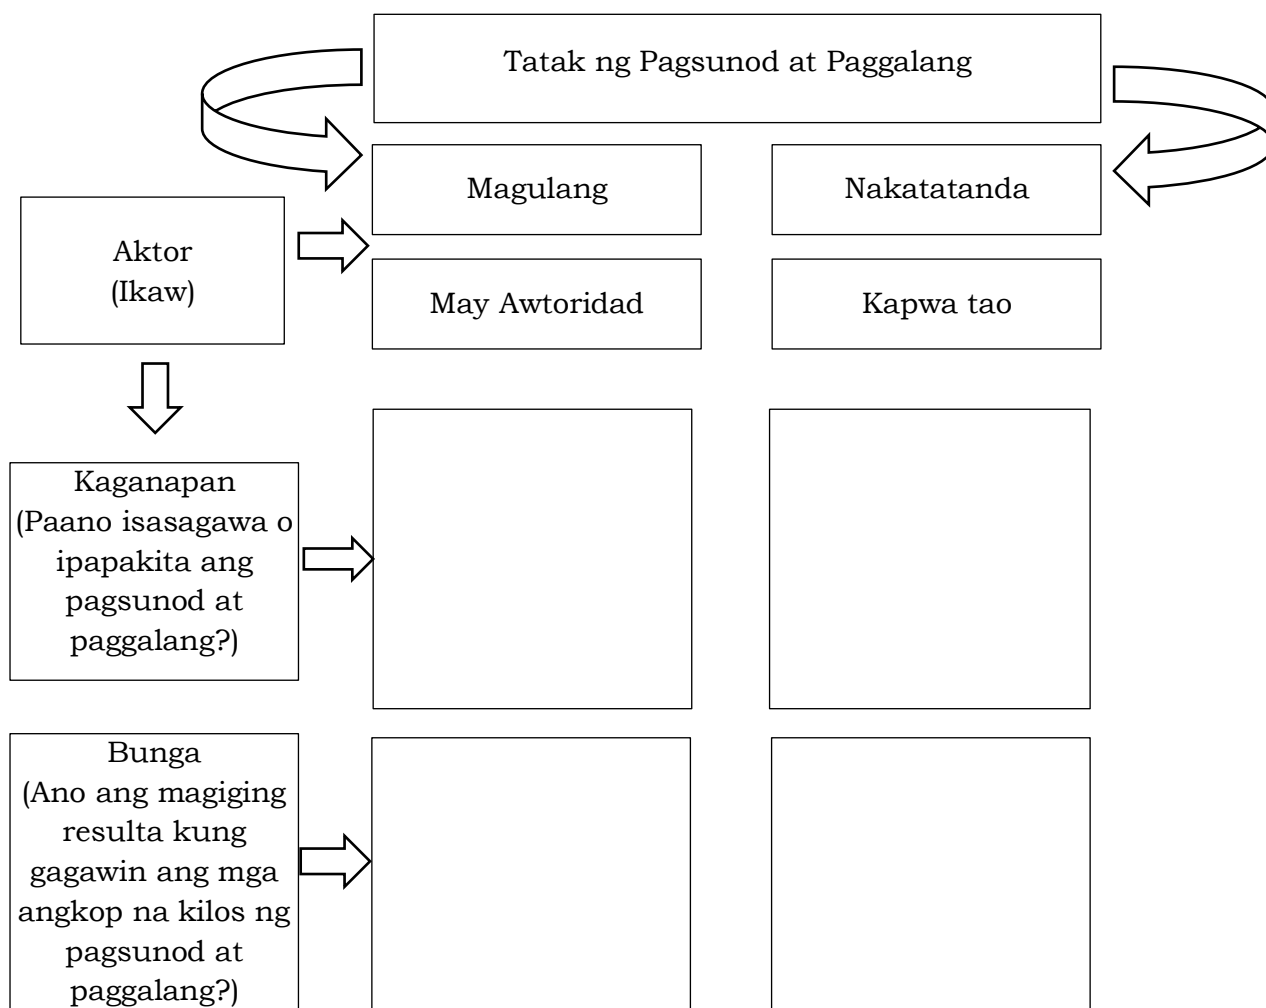 Tatak ng Pagsunod at Paggalang
Magulang
Nakatatanda
Aktor
(Ikaw)
May Awtoridad
Kapwa tao
Kaganapan
(Paano isasagawa o
ipapakita ang
pagsunod at
paggalang?)
Bunga
(Ano ang magiging
resulta kung
gagawin ang mga
angkop na kilos ng
pagsunod at
paggalang?)